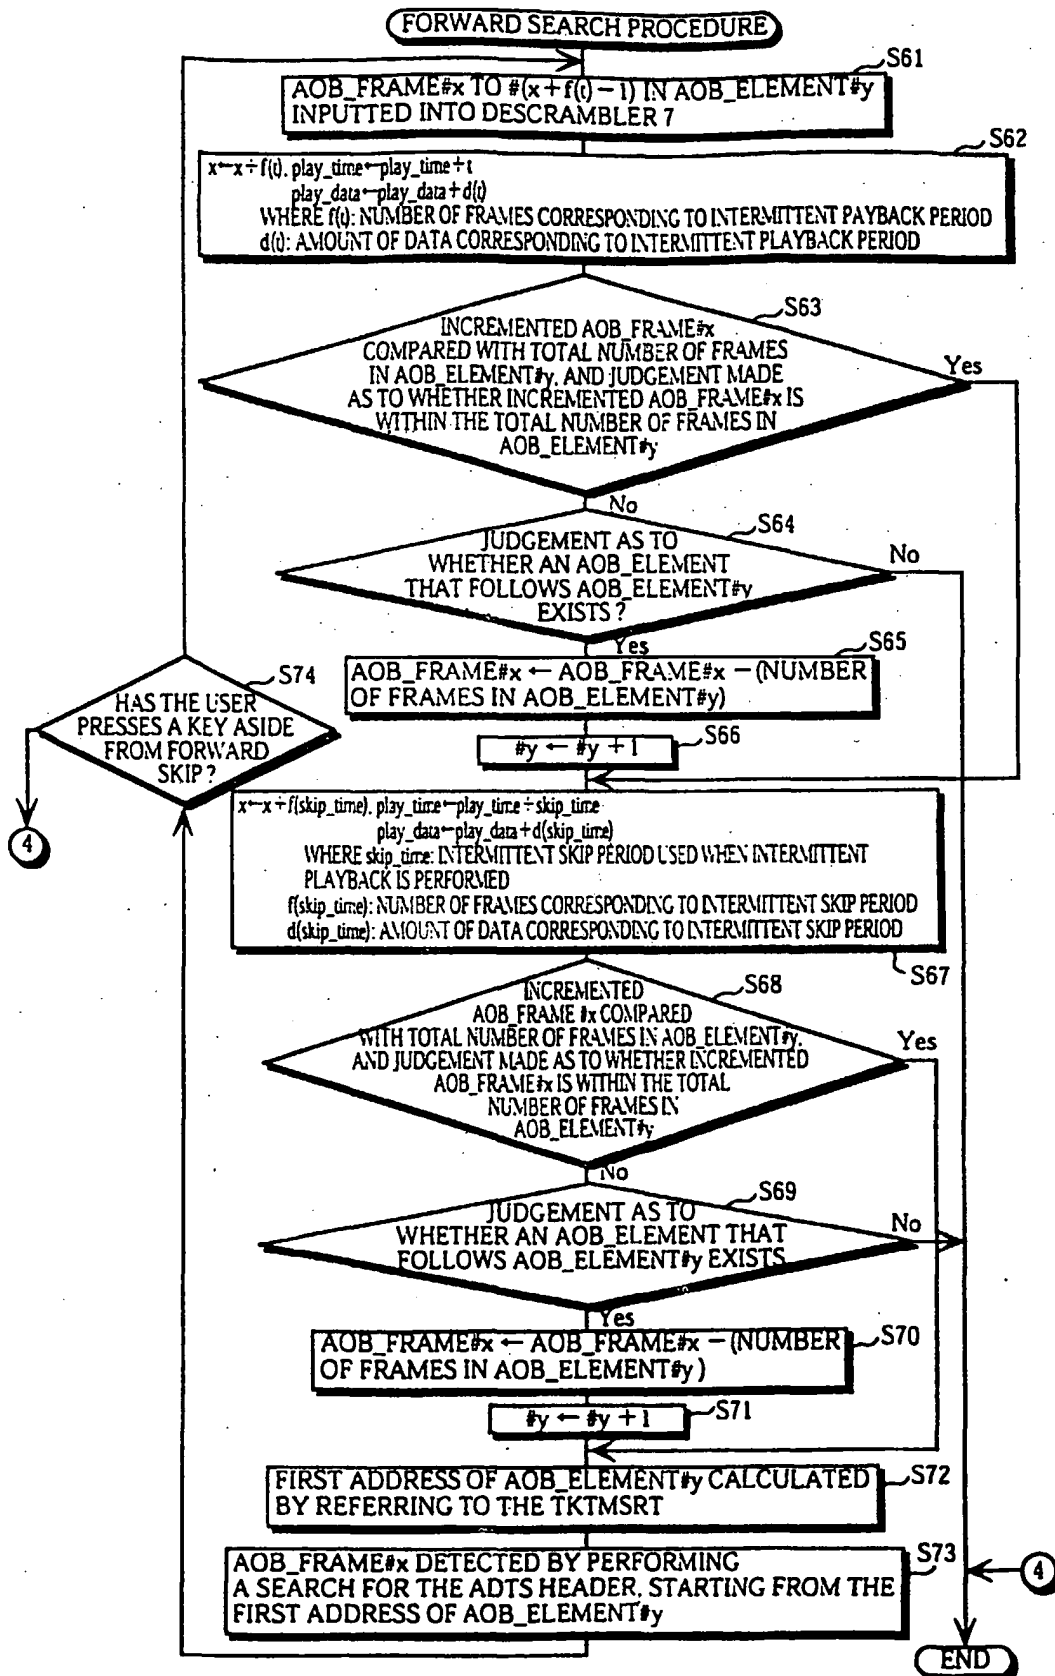 FORWARD SEARCH PROCEDURE
S61
AOB_FRAME#x TO #(x+f(t)-1) IN AOB_ELEMENT#y
INPUTTED INTO DESCRAMBLER 7
S62
x←x+f(t), play_time←play_time+t
play_data←play_data+d(t)
WHERE f(t): NUMBER OF FRAMES CORRESPONDING TO INTERMITTENT PAYBACK PERIOD
d(t): AMOUNT OF DATA CORRESPONDING TO INTERMITTENT PLAYBACK PERIOD
S63
INCREMENTED AOB_FRAME#x
COMPARED WITH TOTAL NUMBER OF FRAMES
IN AOB_ELEMENT#y, AND JUDGEMENT MADE
AS TO WHETHER INCREMENTED AOB_FRAME#x IS
WITHIN THE TOTAL NUMBER OF FRAMES IN
AOB_ELEMENT#y
Yes
No
S64
JUDGEMENT AS TO
WHETHER AN AOB_ELEMENT
THAT FOLLOWS AOB_ELEMENT#y
EXISTS ?
No
Yes
S65
AOB_FRAME#x ← AOB_FRAME#x - (NUMBER
OF FRAMES IN AOB_ELEMENT#y)
S74
HAS THE USER
PRESSES A KEY ASIDE
FROM FORWARD
SKIP ?
4
S66
#y ← #y + 1
x←x+f(skip_time), play_time←play_time+skip_time
play_data←play_data+d(skip_time)
WHERE skip_time: INTERMITTENT SKIP PERIOD USED WHEN INTERMITTENT
PLAYBACK IS PERFORMED
f(skip_time): NUMBER OF FRAMES CORRESPONDING TO INTERMITTENT SKIP PERIOD
d(skip_time): AMOUNT OF DATA CORRESPONDING TO INTERMITTENT SKIP PERIOD
S67
S68
INCREMENTED
AOB_FRAME #x COMPARED
WITH TOTAL NUMBER OF FRAMES IN AOB_ELEMENT#y,
AND JUDGEMENT MADE AS TO WHETHER INCREMENTED
AOB_FRAME#x IS WITHIN THE TOTAL
NUMBER OF FRAMES IN
AOB_ELEMENT#y
Yes
No
S69
JUDGEMENT AS TO
WHETHER AN AOB_ELEMENT THAT
FOLLOWS AOB_ELEMENT#y EXISTS
No
Yes
S70
AOB_FRAME#x ← AOB_FRAME#x - (NUMBER
OF FRAMES IN AOB_ELEMENT#y )
S71
#y ← #y + 1
S72
FIRST ADDRESS OF AOB_ELEMENT#y CALCULATED
BY REFERRING TO THE TKTMSRT
S73
AOB_FRAME#x DETECTED BY PERFORMING
A SEARCH FOR THE ADTS HEADER, STARTING FROM THE
FIRST ADDRESS OF AOB_ELEMENT#y
4
END